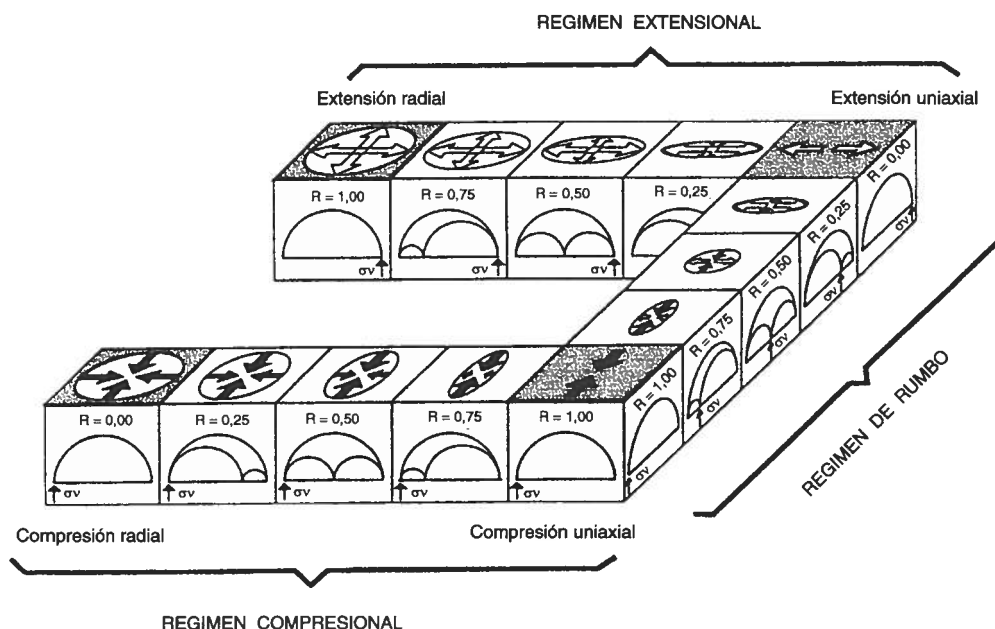 REGIMEN EXTENSIONAL
Extensión radial
Extensión uniaxial
R = 1,00
R = 0,75
R = 0,50
R = 0,25
R = 0,00
σv
σv
σv
σv
R = 0,25
σv
R = 0,50
σv
R = 0,75
σv
R = 1,00
σv
REGIMEN DE RUMBO
R = 0,00
R = 0,25
R = 0,50
R = 0,75
R = 1,00
σv
σv
σv
σv
σv
Compresión radial
Compresión uniaxial
REGIMEN COMPRESIONAL